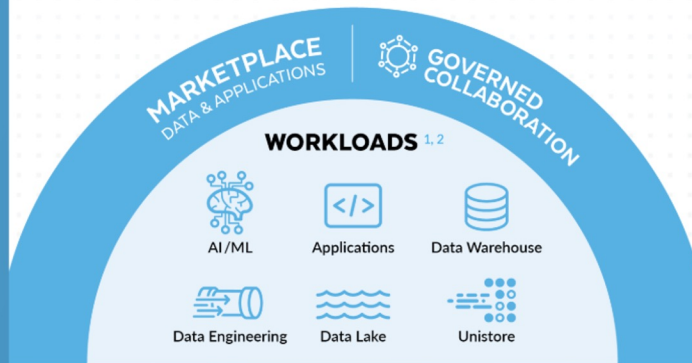 MARKETPLACE
DATA & APPLICATIONS
GOVERNED
COLLABORATION
WORKLOADS 1, 2
</>
AI/ML
Applications
Data Warehouse
Data Engineering
Data Lake
Unistore